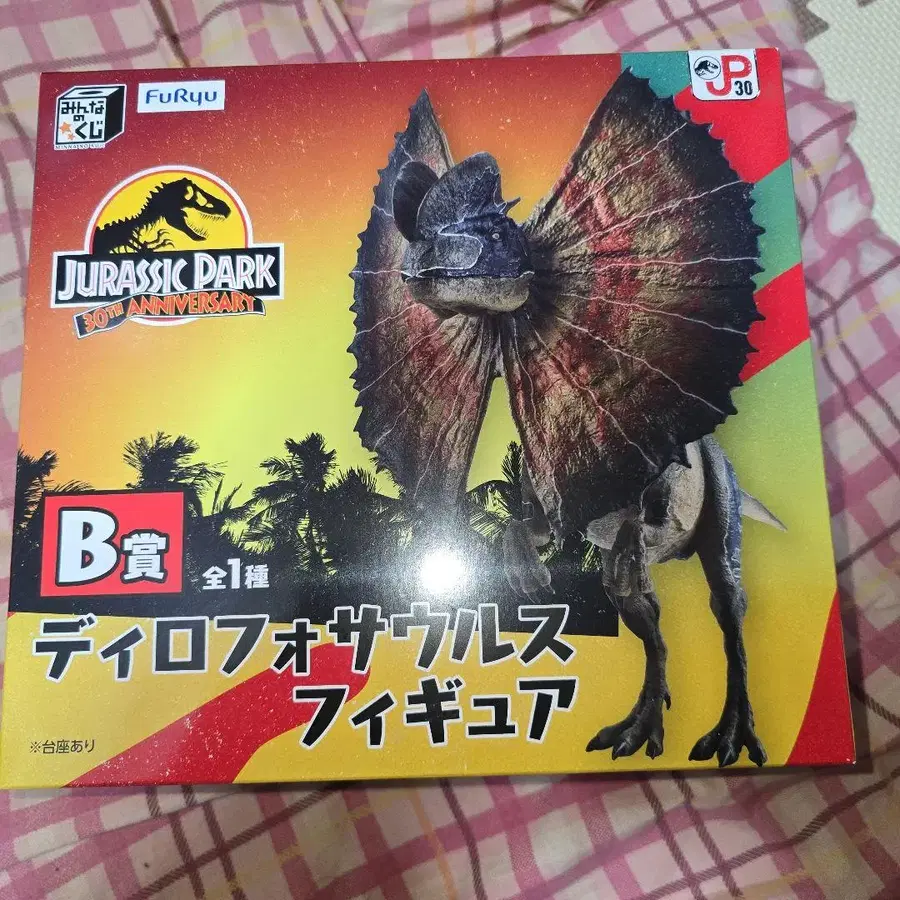 みんなの
くじ
FuRyu
JP
30
JURASSIC PARK
30TH ANNIVERSARY
B賞
全1種
ディロフォサウルス
フィギュア
※台座あり